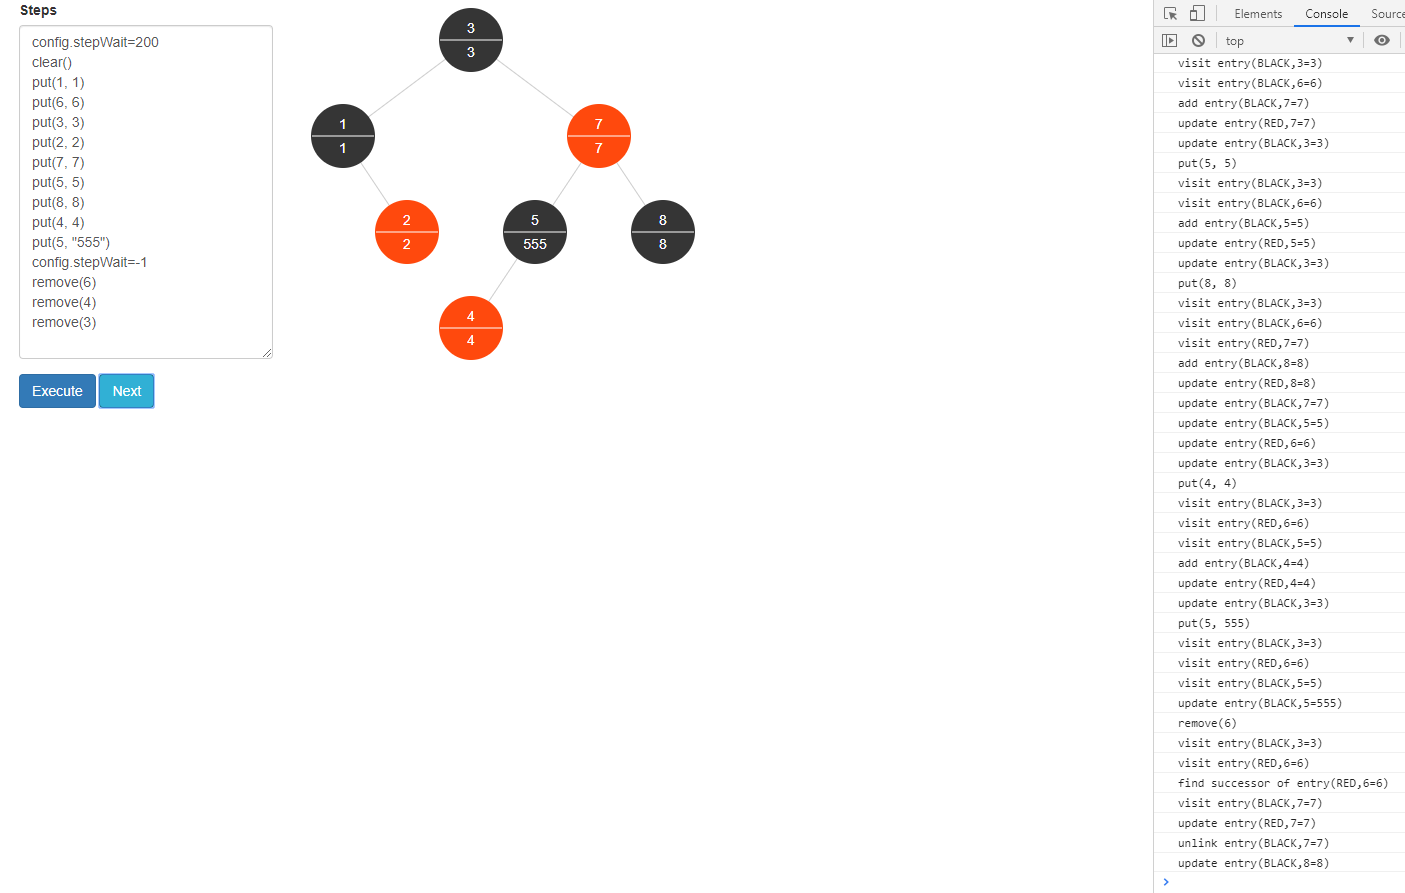 Steps
config.stepWait=200
clear()
put(1, 1)
put(6, 6)
put(3, 3)
put(2, 2)
put(7, 7)
put(5, 5)
put(8, 8)
put(4, 4)
put(5, "555")
config.stepWait=-1
remove(6)
remove(4)
remove(3)
Execute Next
3
3
1
1
7
7
2
2
5
555
8
8
4
4
Elements Console Source
top
visit entry(BLACK,3=3)
visit entry(BLACK,6=6)
add entry(BLACK,7=7)
update entry(RED,7=7)
update entry(BLACK,3=3)
put(5, 5)
visit entry(BLACK,3=3)
visit entry(BLACK,6=6)
add entry(BLACK,5=5)
update entry(RED,5=5)
update entry(BLACK,3=3)
put(8, 8)
visit entry(BLACK,3=3)
visit entry(BLACK,6=6)
visit entry(RED,7=7)
add entry(BLACK,8=8)
update entry(RED,8=8)
update entry(BLACK,7=7)
update entry(BLACK,5=5)
update entry(RED,6=6)
update entry(BLACK,3=3)
put(4, 4)
visit entry(BLACK,3=3)
visit entry(RED,6=6)
visit entry(BLACK,5=5)
add entry(BLACK,4=4)
update entry(RED,4=4)
update entry(BLACK,3=3)
put(5, 555)
visit entry(BLACK,3=3)
visit entry(RED,6=6)
visit entry(BLACK,5=5)
update entry(BLACK,5=555)
remove(6)
visit entry(BLACK,3=3)
visit entry(RED,6=6)
find successor of entry(RED,6=6)
visit entry(BLACK,7=7)
update entry(RED,7=7)
unlink entry(BLACK,7=7)
update entry(BLACK,8=8)